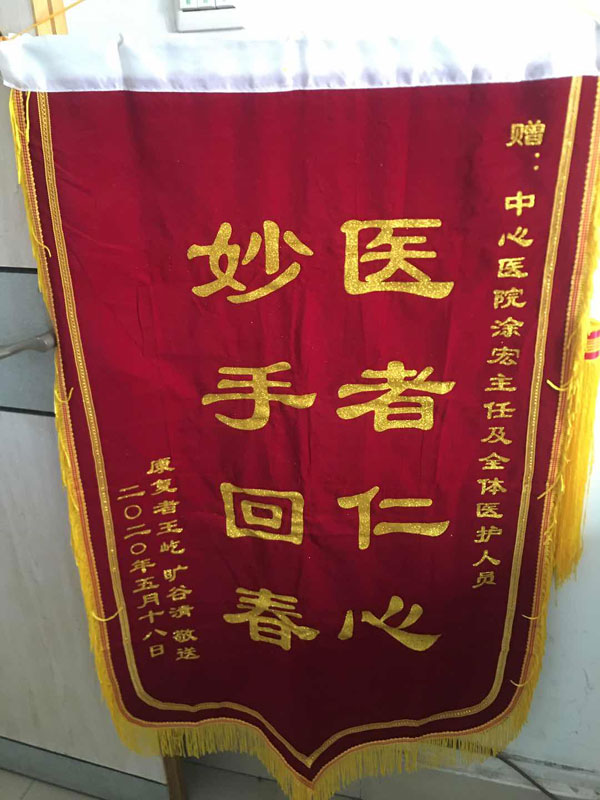 赠：中心医院涂宏主任及全体医护人员
医者仁心
妙手回春
康复者王屹 旷谷清 敬送
二〇二〇年五月十八日